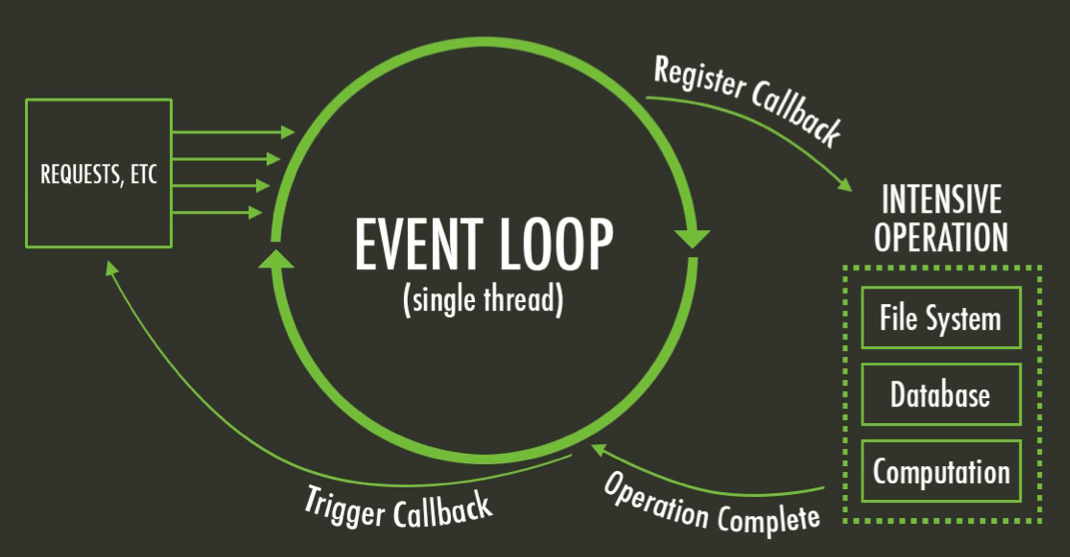 REQUESTS, ETC
EVENT LOOP
(single thread)
Register Callback
INTENSIVE
OPERATION
File System
Database
Computation
Operation Complete
Trigger Callback